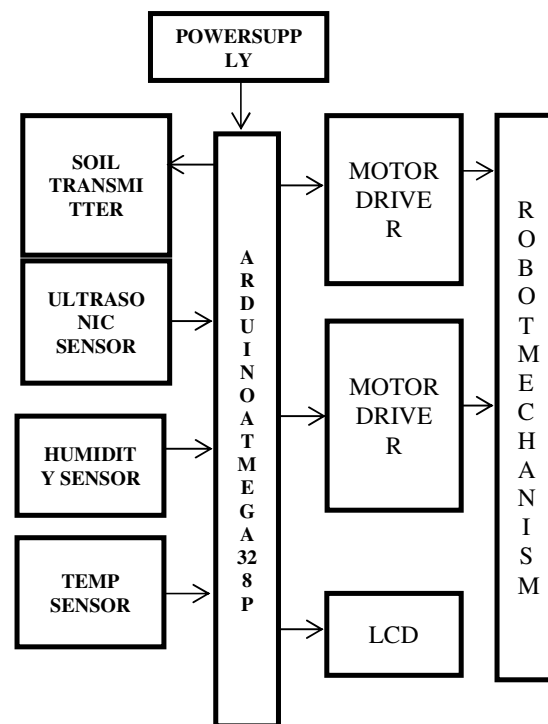 POWERSUPP
LY
SOIL
TRANSMI
TTER
ULTRASO
NIC
SENSOR
HUMIDIT
Y SENSOR
TEMP
SENSOR
A
R
D
U
I
N
O
A
T
M
E
G
A
32
8
P
MOTOR
DRIVE
R
MOTOR
DRIVE
R
LCD
R
O
B
O
T
M
E
C
H
A
N
I
S
M